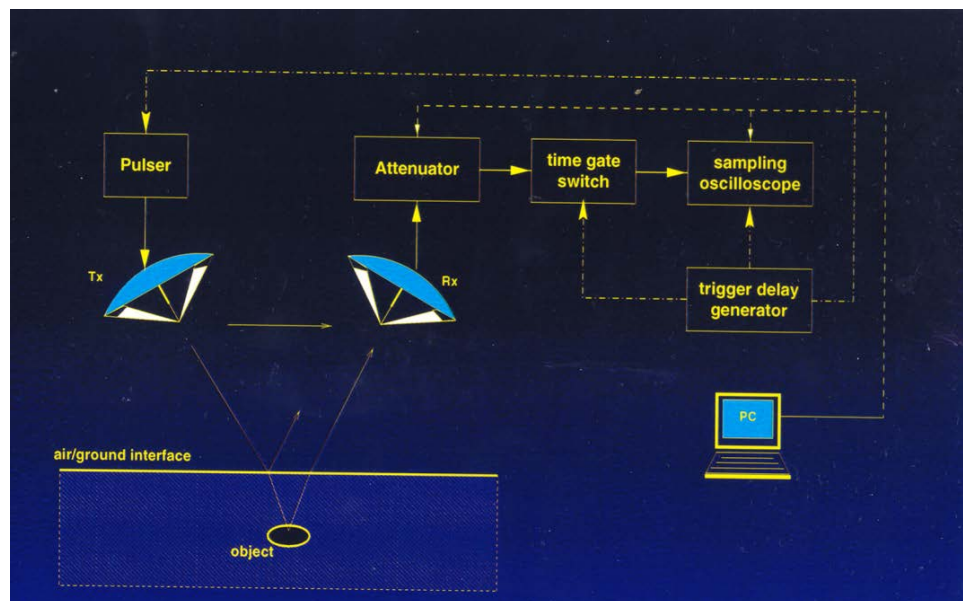 Pulser
Attenuator
time gate
switch
sampling
oscilloscope
Tx
Rx
trigger delay
generator
PC
air/ground interface
object